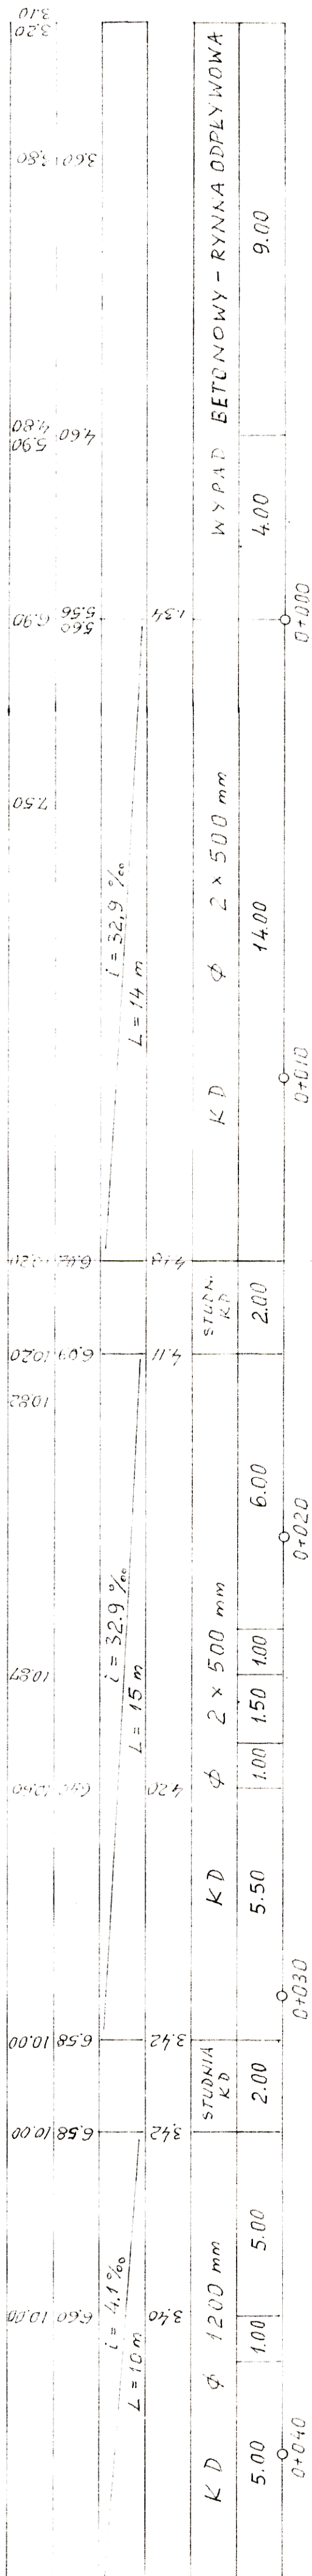 3.10
3.20
3.80
3.60
4.80
5.90
4.60
6.90
5.56
5.60
1.34
7.50
i = 32,9 ‰
L = 14 m
6.09
10.20
4.11
10.82
i = 32.9 ‰
L = 15 m
10.87
4.20
10.00
6.58
3.42
10.00
6.58
3.42
i = 4.1 ‰
L = 10 m
10.00
6.60
3.40
KD ϕ 1200 mm
STUDNIA
KD
KD ϕ 2 × 500 mm
STUDN.
KD
KD ϕ 2 × 500 mm
WYPAD BETONOWY - RYNNA ODPŁYWOWA
5.00 1.00 5.00 2.00 5.50 1.00 1.50 1.00 6.00 2.00 14.00 4.00 9.00
0+040 0+030 0+020 0+010 0+000